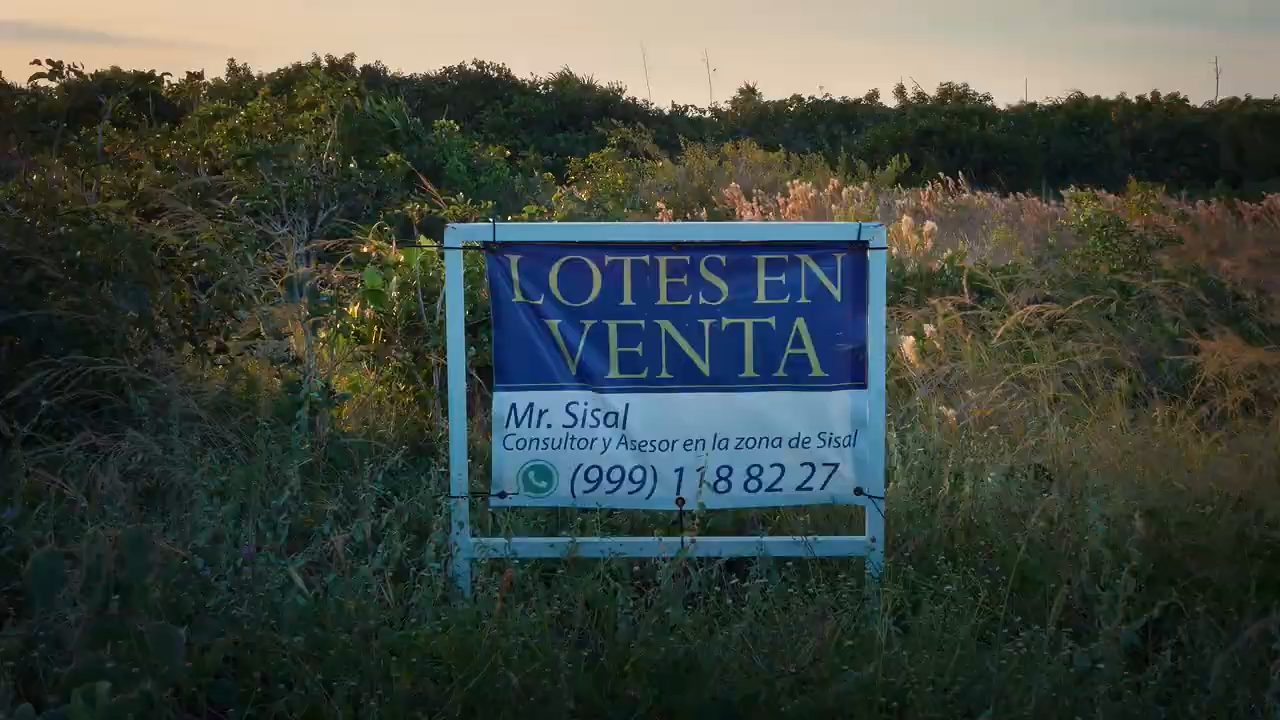 LOTES EN
VENTA
Mr. Sisal
Consultor y Asesor en la zona de Sisal
(999) 118 82 27